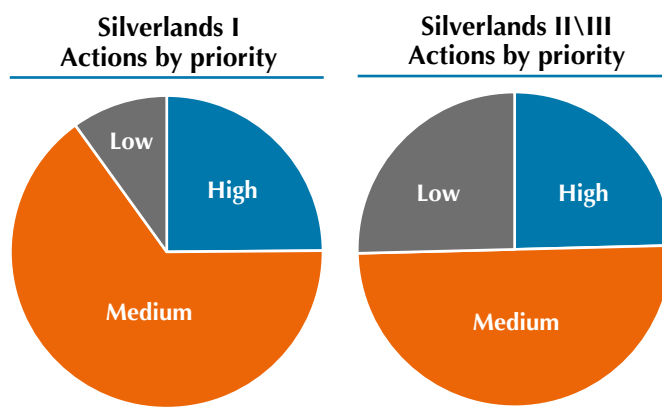 Silverlands I
Actions by priority
Low
High
Medium
Silverlands II\III
Actions by priority
Low
High
Medium